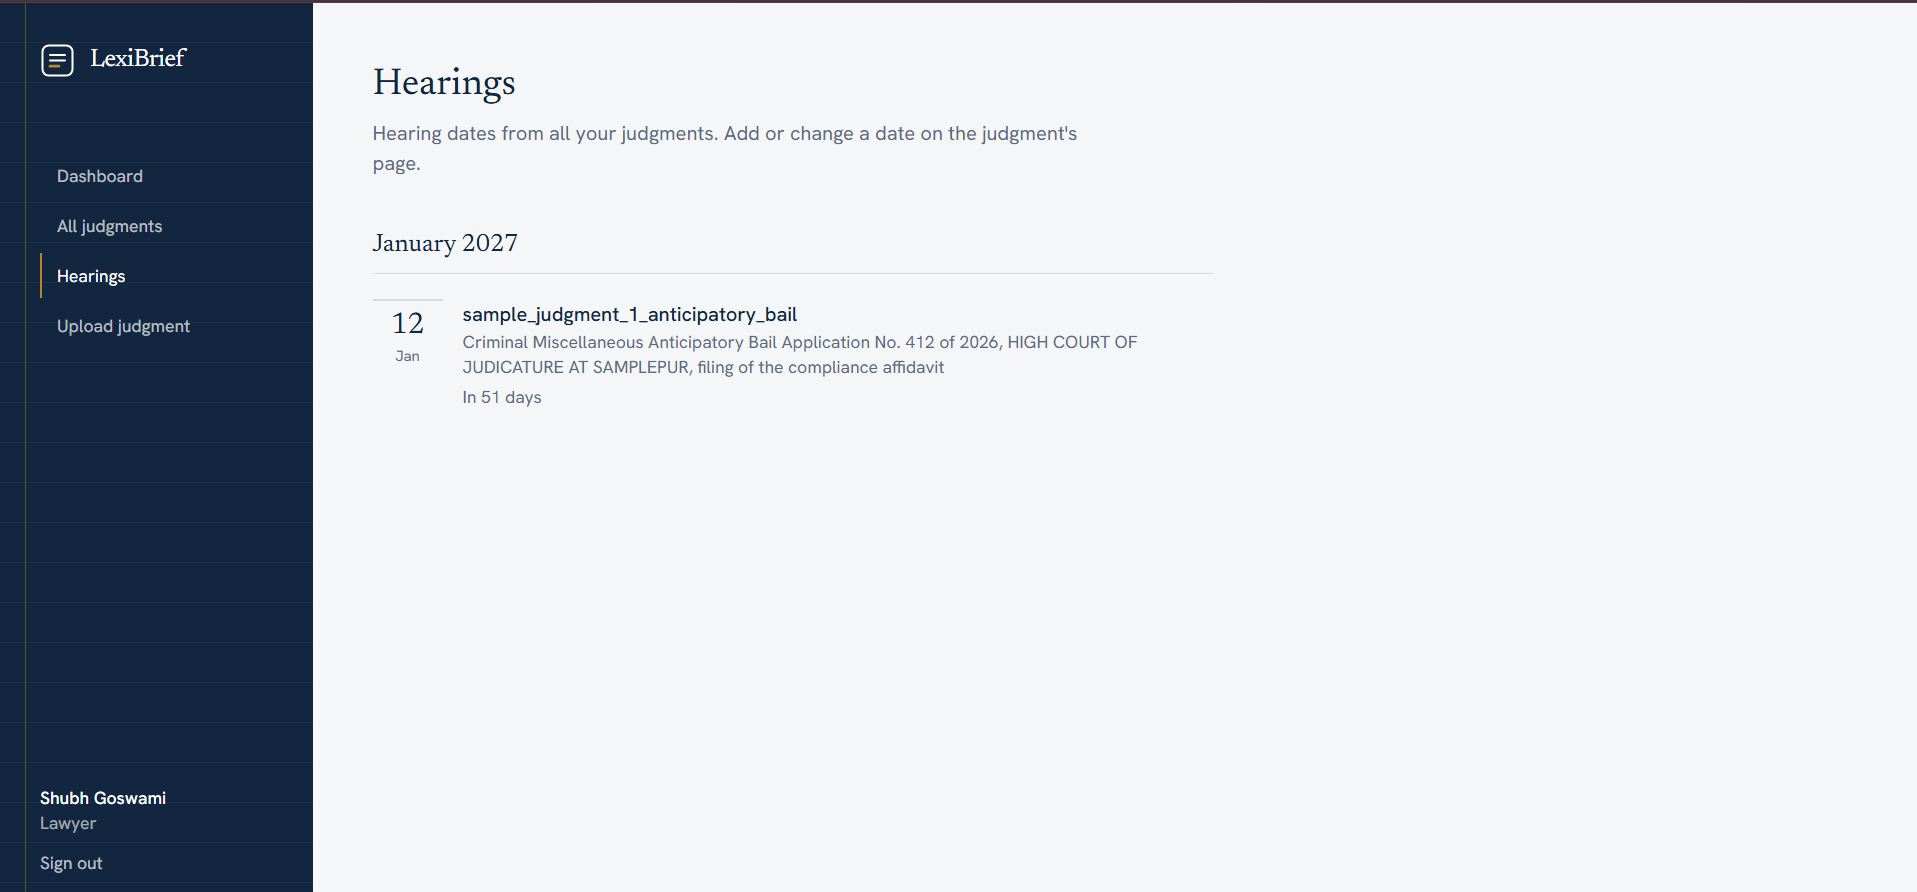 LexiBrief
Dashboard
All judgments
Hearings
Upload judgment
Shubh Goswami
Lawyer
Sign out
Hearings
Hearing dates from all your judgments. Add or change a date on the judgment's
page.
January 2027
12
Jan
sample_judgment_1_anticipatory_bail
Criminal Miscellaneous Anticipatory Bail Application No. 412 of 2026, HIGH COURT OF
JUDICATURE AT SAMPLEPUR, filing of the compliance affidavit
In 51 days